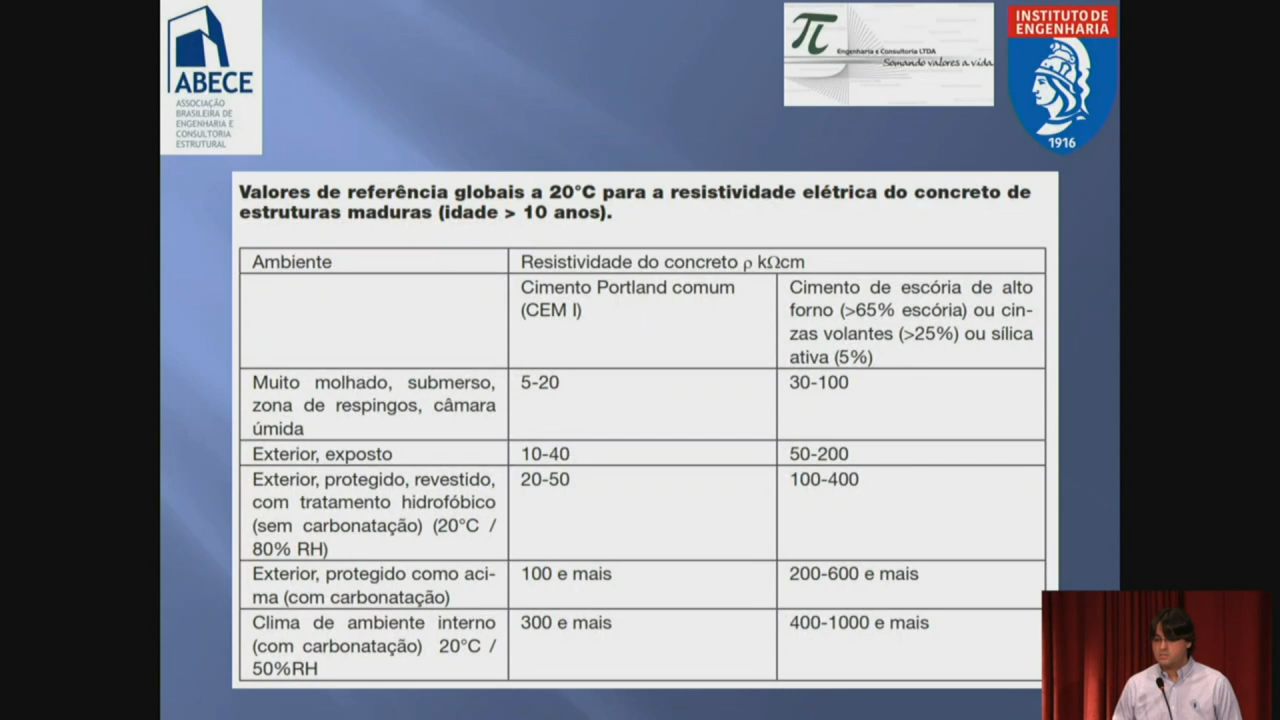 ABECE
ASSOCIAÇÃO
BRASILEIRA DE
ENGENHARIA E
CONSULTORIA
ESTRUTURAL
Engenharia e Consultoria LTDA
Somando valores a vida.
INSTITUTO DE
ENGENHARIA
1916
Valores de referência globais a 20°C para a resistividade elétrica do concreto de
estruturas maduras (idade > 10 anos).
Ambiente
Resistividade do concreto ρ kΩcm
Cimento Portland comum
(CEM I)
Cimento de escória de alto
forno (>65% escória) ou cin-
zas volantes (>25%) ou sílica
ativa (5%)
Muito molhado, submerso,
zona de respingos, câmara
úmida
5-20
30-100
Exterior, exposto
10-40
50-200
Exterior, protegido, revestido,
com tratamento hidrofóbico
(sem carbonatação) (20°C /
80% RH)
20-50
100-400
Exterior, protegido como aci-
ma (com carbonatação)
100 e mais
200-600 e mais
Clima de ambiente interno
(com carbonatação) 20°C /
50%RH
300 e mais
400-1000 e mais